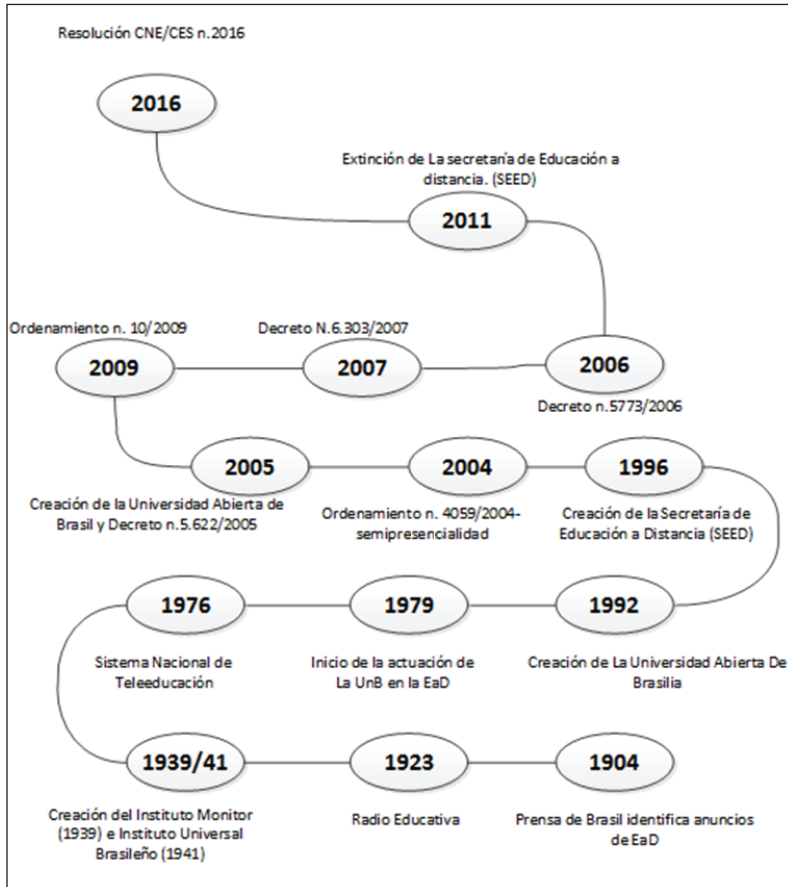 Resolución CNE/CES n.2016
2016
Extinción de La secretaría de Educación a
distancia. (SEED)
2011
Ordenamiento n. 10/2009
Decreto N.6.303/2007
2009
2007
2006
Decreto n.5773/2006
2005
2004
1996
Creación de la Universidad Abierta de
Brasil y Decreto n.5.622/2005
Ordenamiento n. 4059/2004-
semipresencialidad
Creación de la Secretaría de
Educación a Distancia (SEED)
1976
1979
1992
Sistema Nacional de
Teleeducación
Inicio de la actuación de
La UnB en la EaD
Creación de La Universidad Abierta De
Brasilia
1939/41
1923
1904
Creación del Instituto Monitor
(1939) e Instituto Universal
Brasileño (1941)
Radio Educativa
Prensa de Brasil identifica anuncios
de EaD